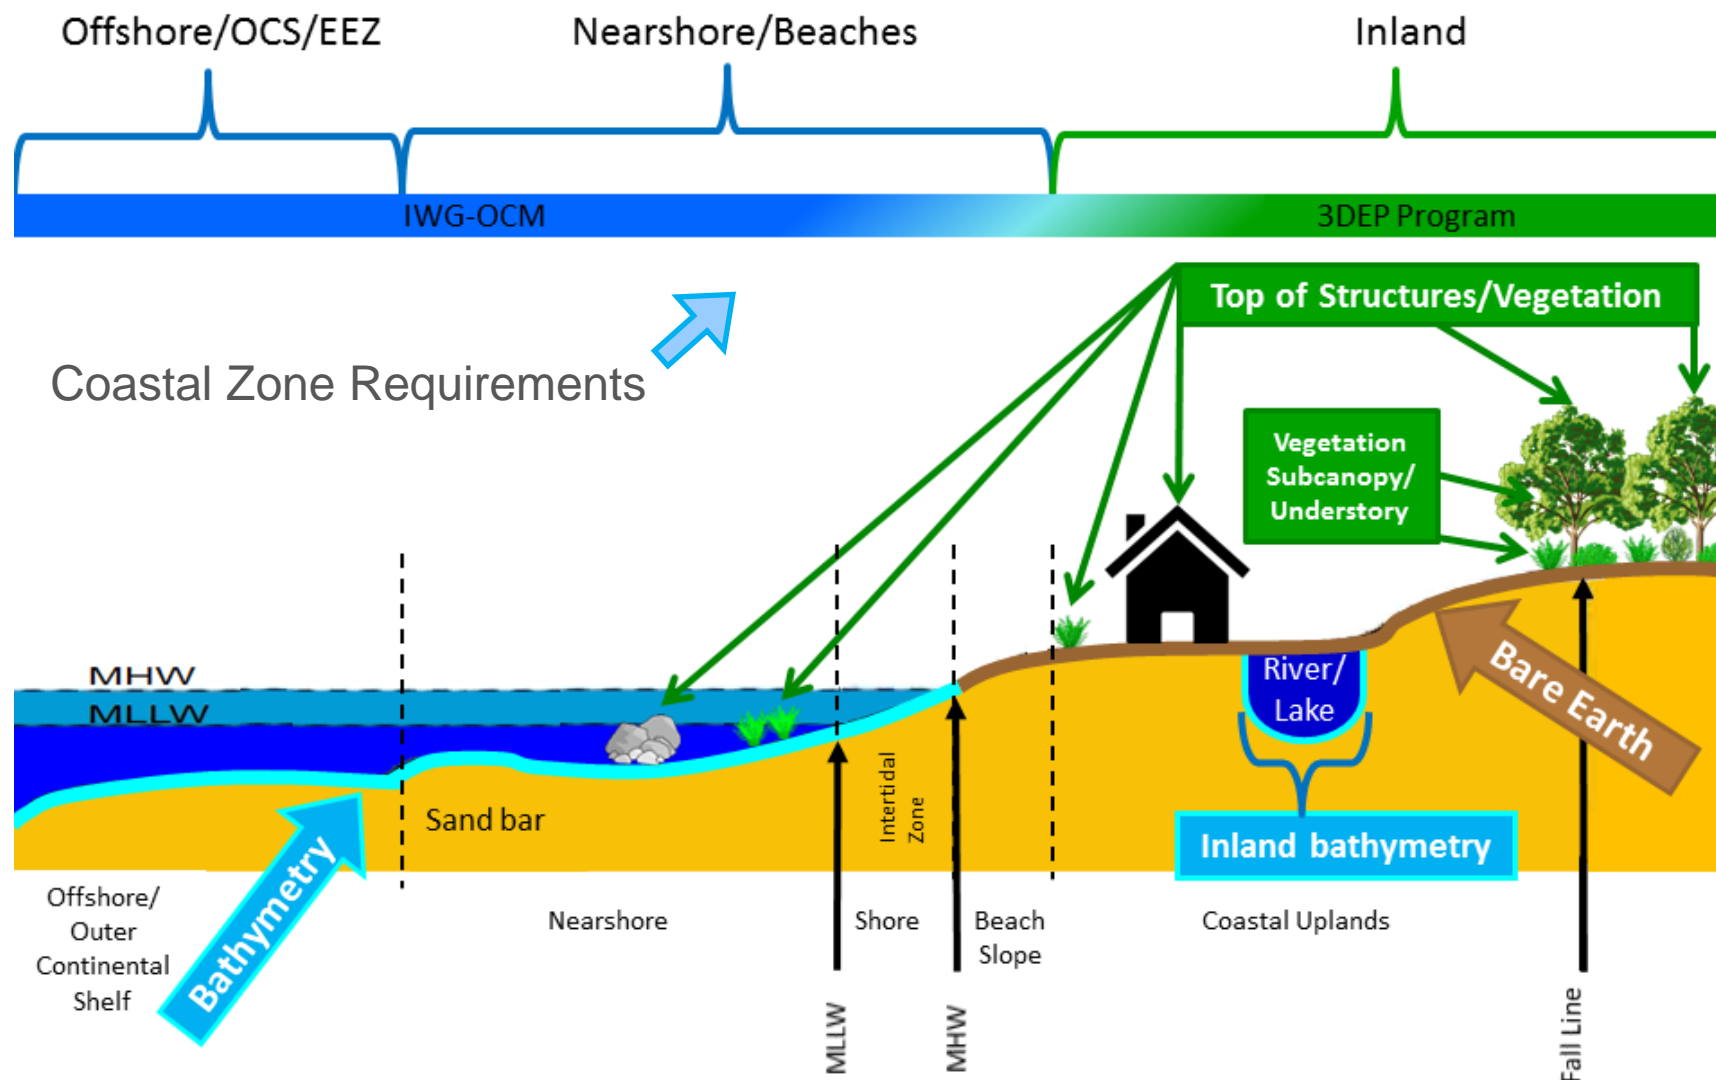 Offshore/OCS/EEZ
Nearshore/Beaches
Inland
IWG-OCM
3DEP Program
Top of Structures/Vegetation
Coastal Zone Requirements
Vegetation
Subcanopy/
Understory
MHW
MLLW
River/
Lake
Bare Earth
Intertidal
Zone
Sand bar
Inland bathymetry
Bathymetry
Offshore/
Outer
Continental
Shelf
Nearshore
Shore
Beach
Slope
Coastal Uplands
MLLW
MHW
Fall Line